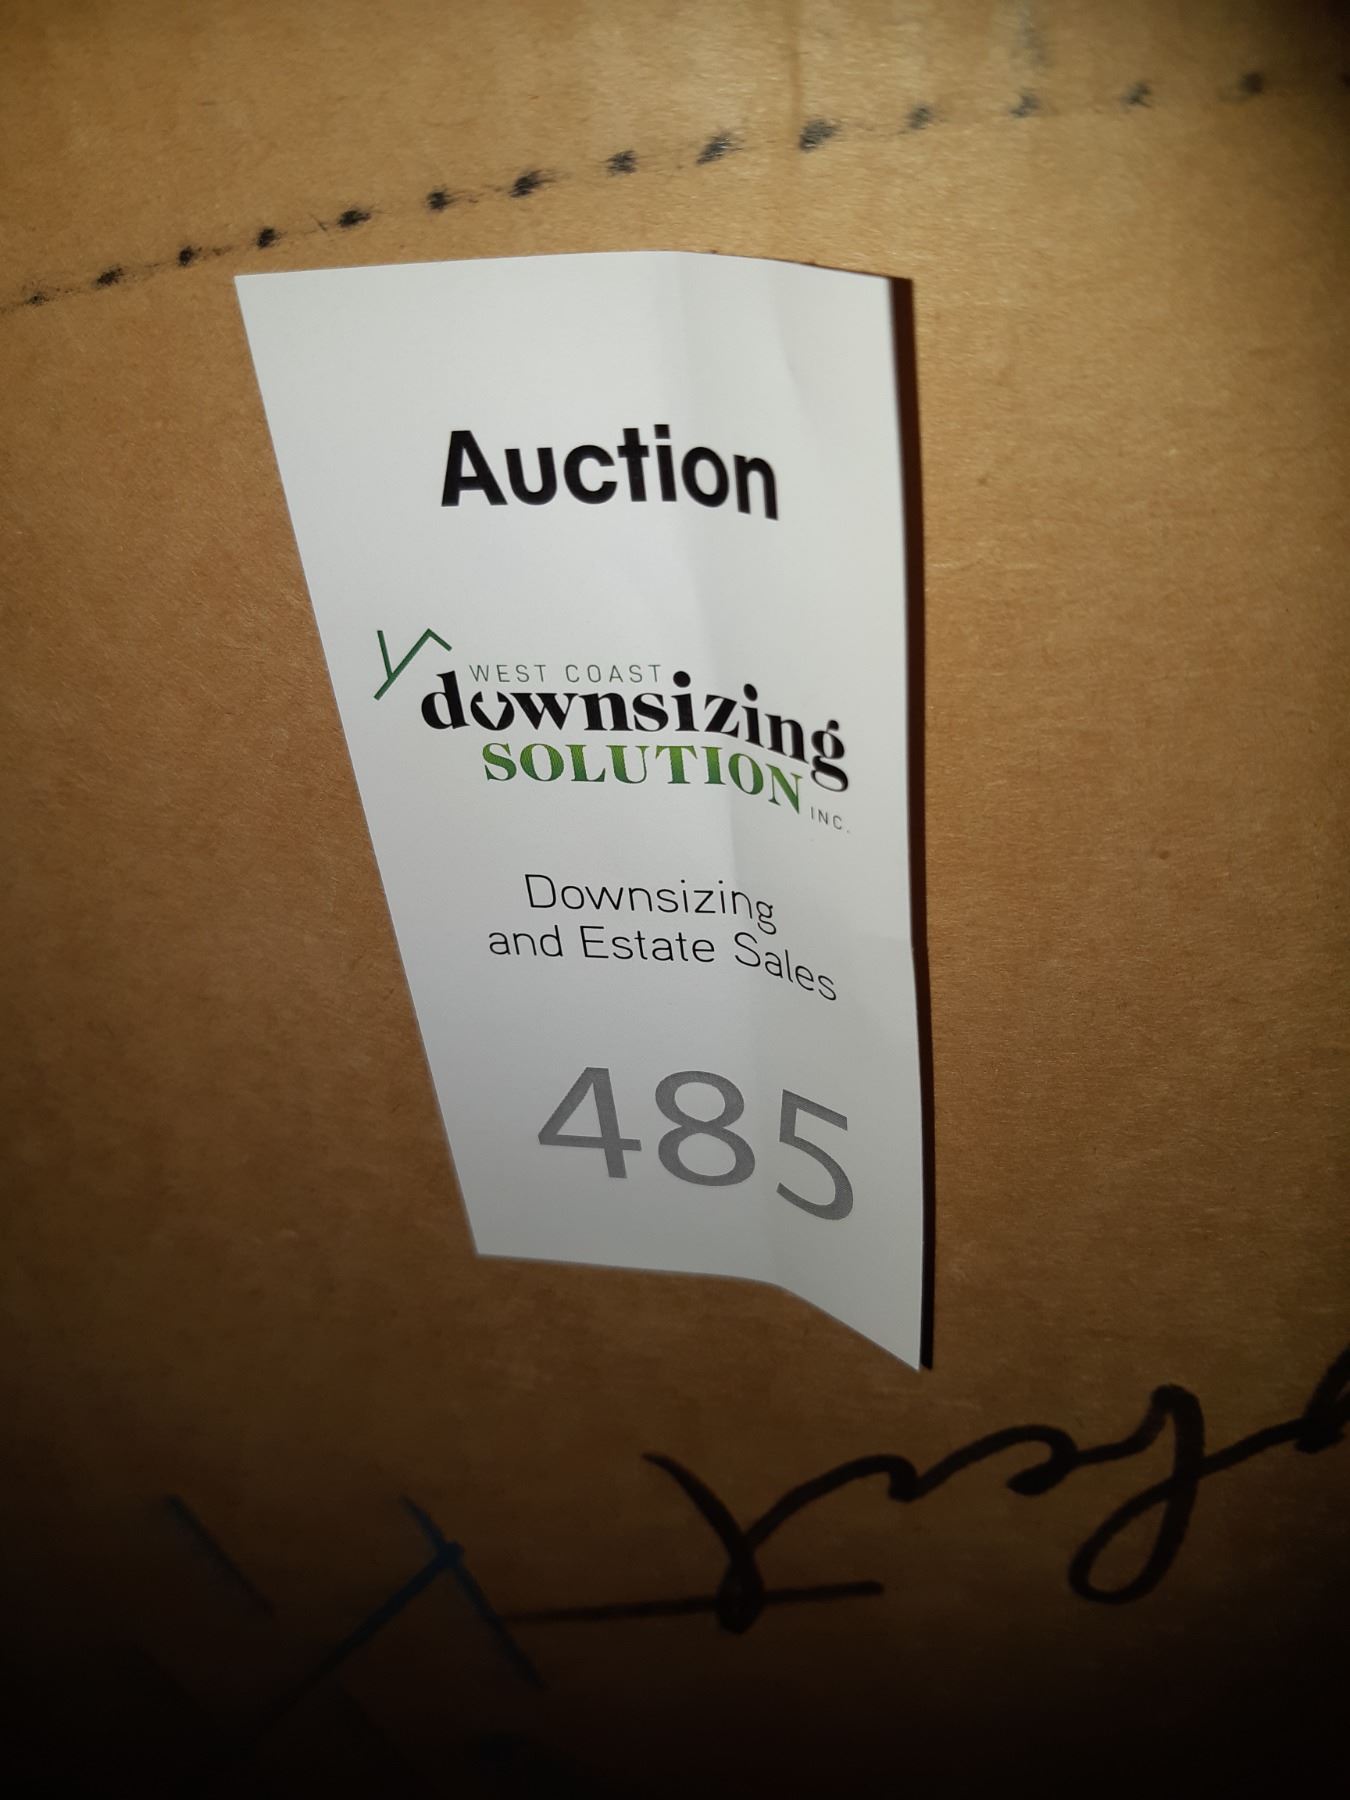 Auction
WEST COAST
downsizing
SOLUTION
INC.
Downsizing
and Estate Sales
485